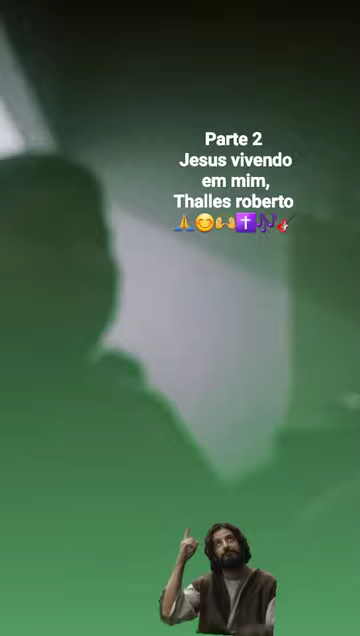 Parte 2
Jesus vivendo
em mim,
Thalles roberto
🙏😊🙌✝️🎶🎸